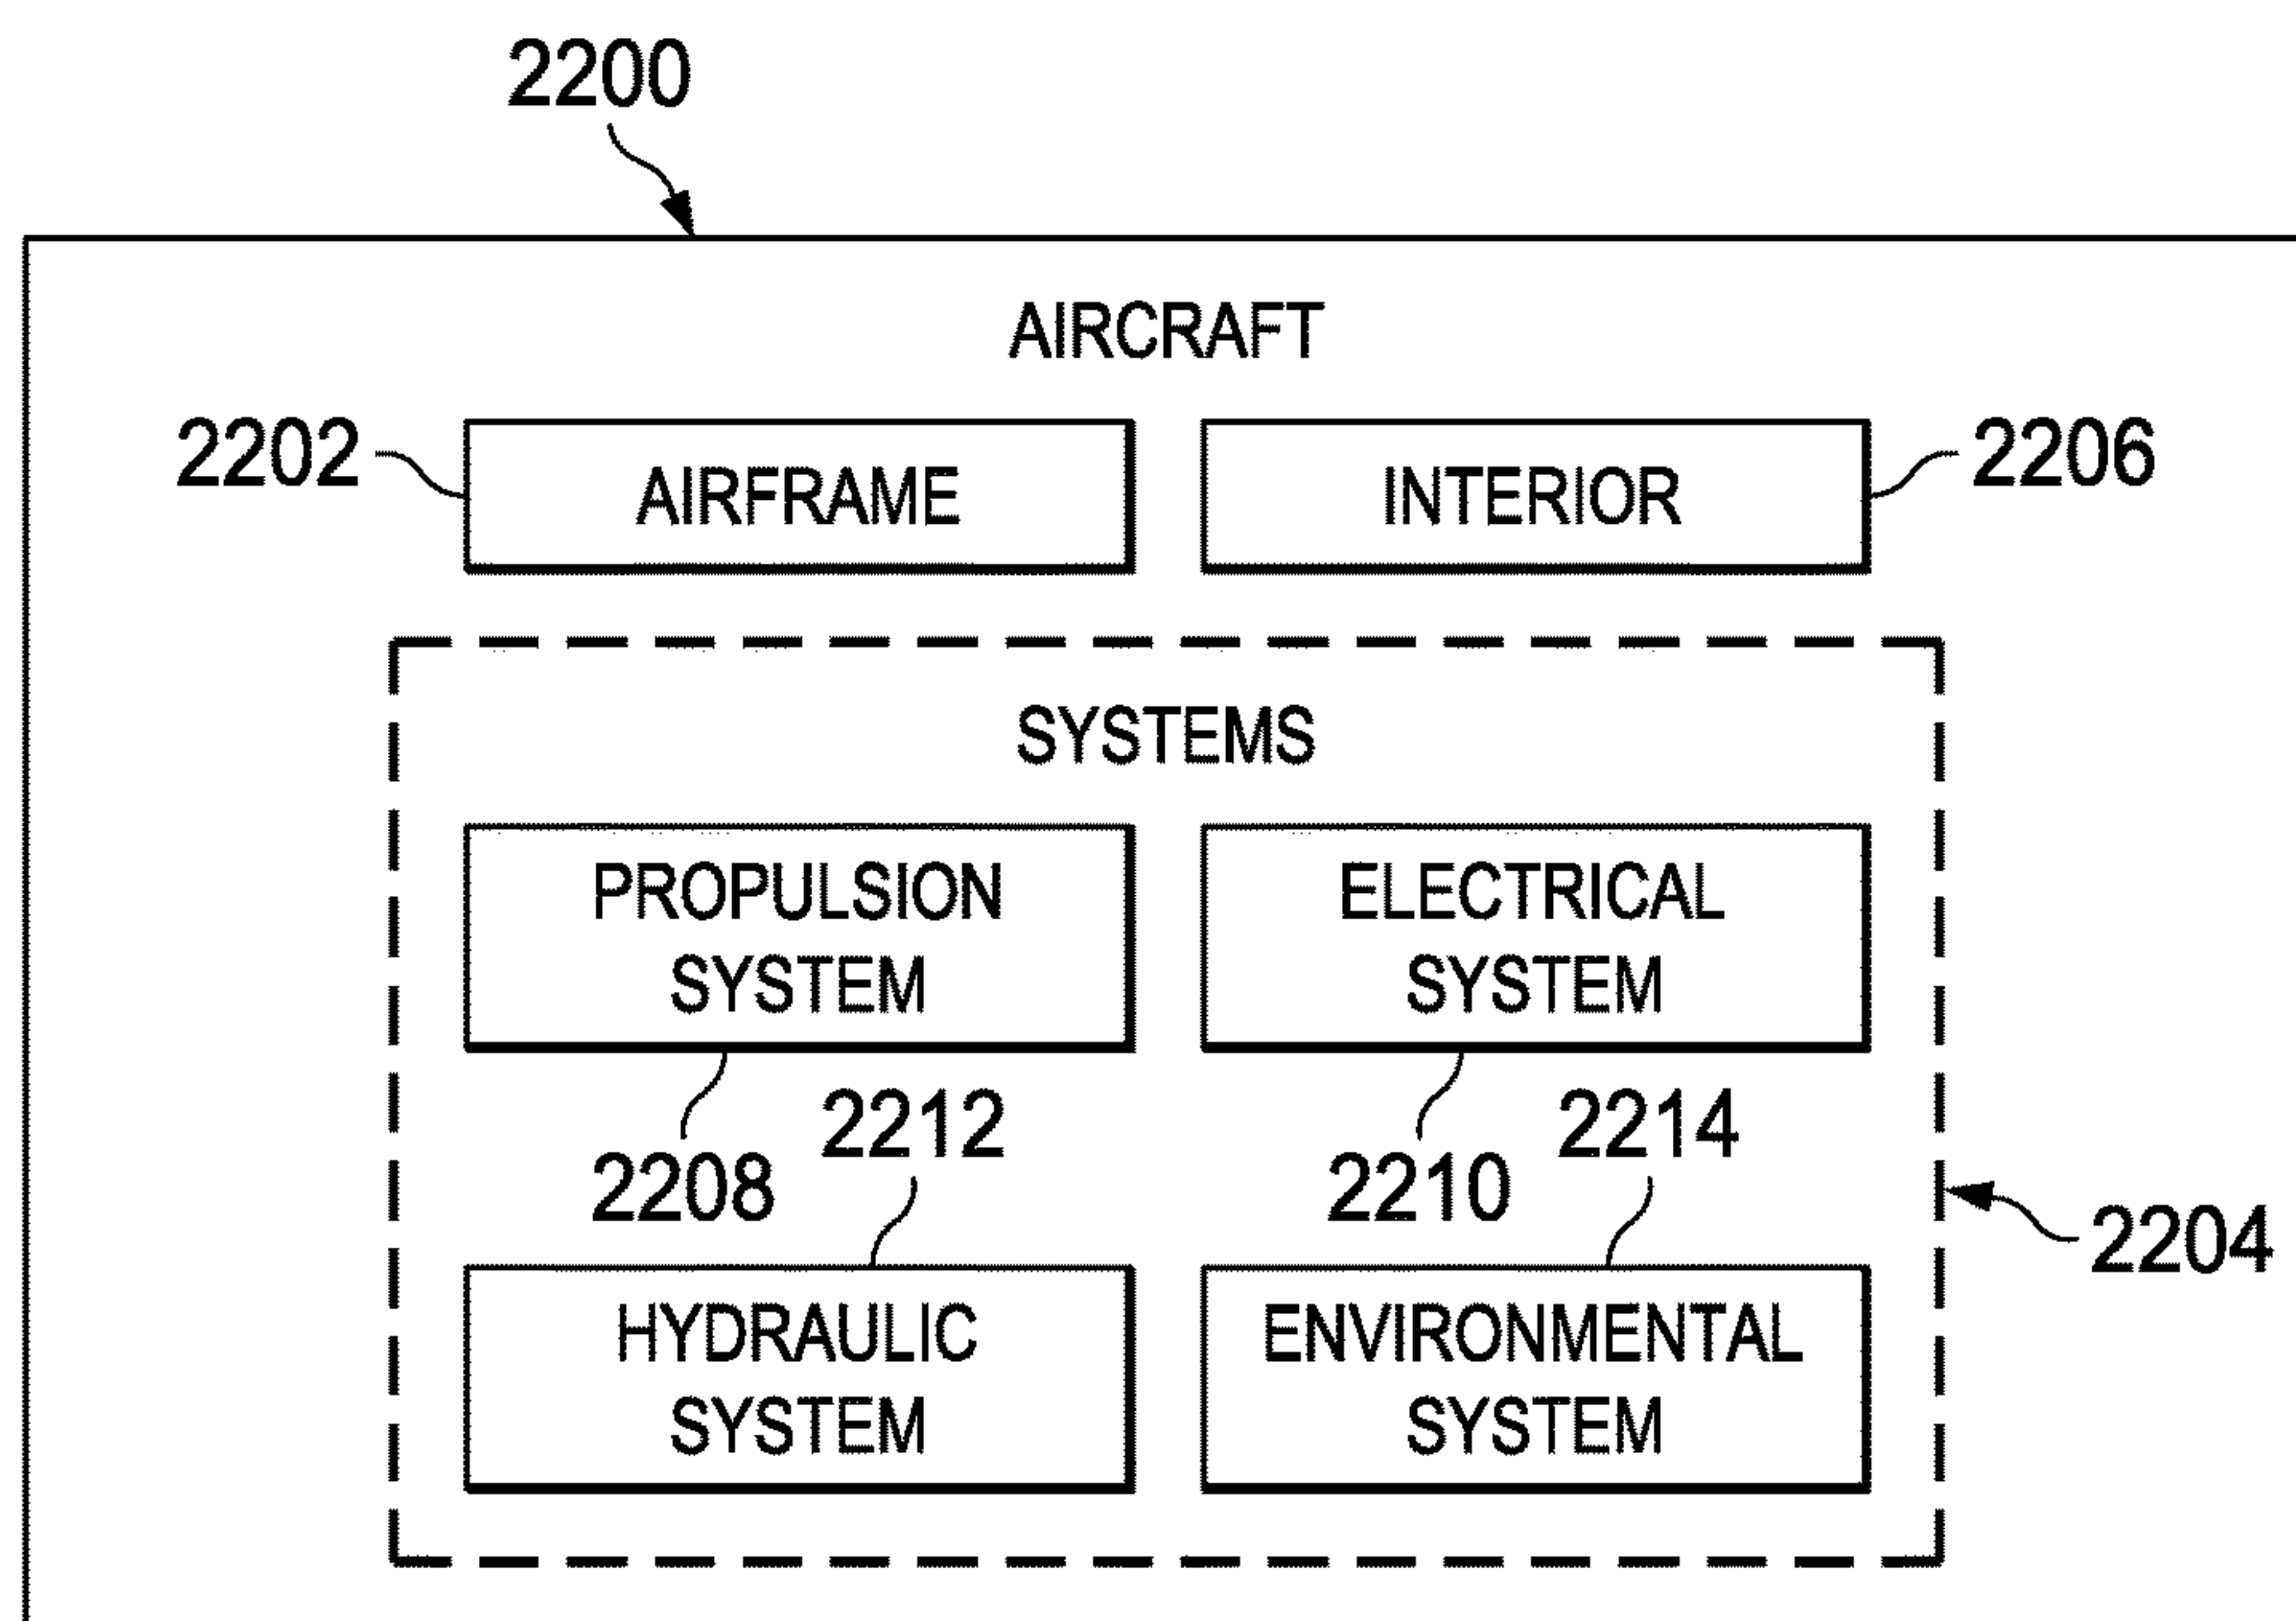 2200
AIRCRAFT
2202
AIRFRAME
INTERIOR
2206
SYSTEMS
PROPULSION
SYSTEM
ELECTRICAL
SYSTEM
2208
2212
2210
2214
2204
HYDRAULIC
SYSTEM
ENVIRONMENTAL
SYSTEM